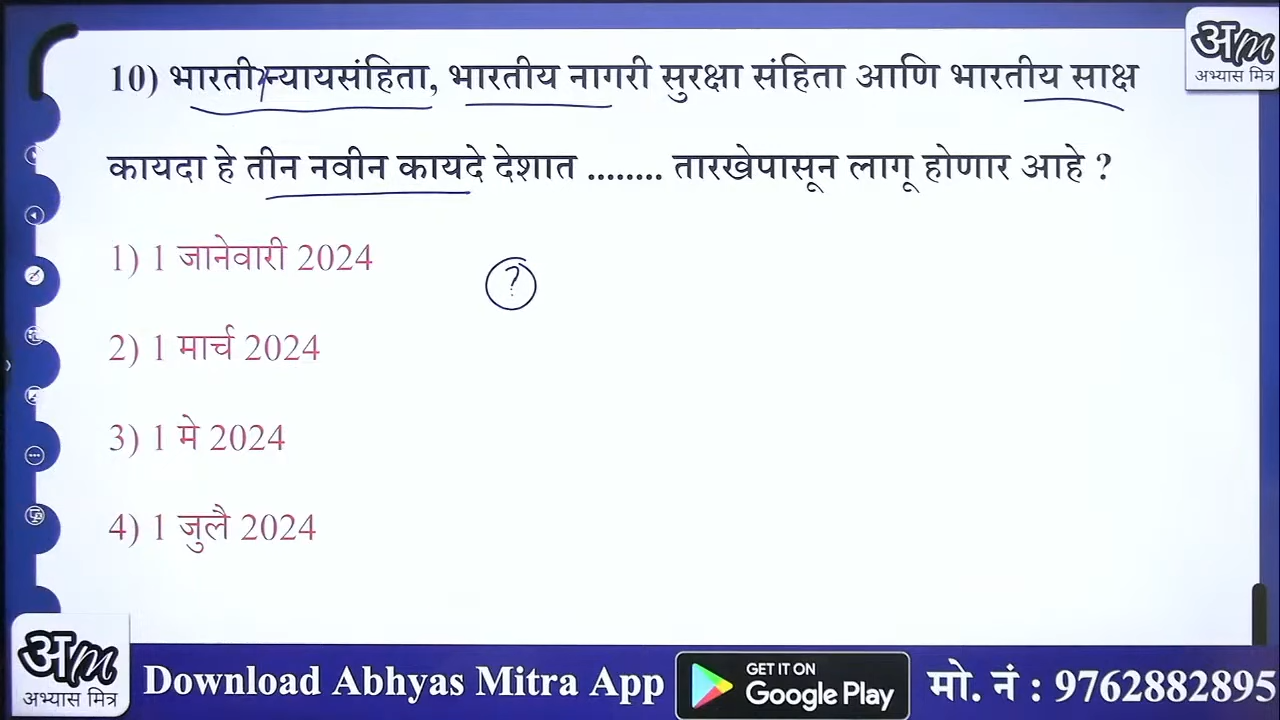 अm
अभ्यास मित्र
10) भारतीय न्यायसंहिता, भारतीय नागरी सुरक्षा संहिता आणि भारतीय साक्ष
कायदा हे तीन नवीन कायदे देशात ........ तारखेपासून लागू होणार आहे ?
1) 1 जानेवारी 2024
?
2) 1 मार्च 2024
3) 1 मे 2024
4) 1 जुलै 2024
अm
अभ्यास मित्र
Download Abhyas Mitra App
GET IT ON
Google Play
मो. नं : 9762882895